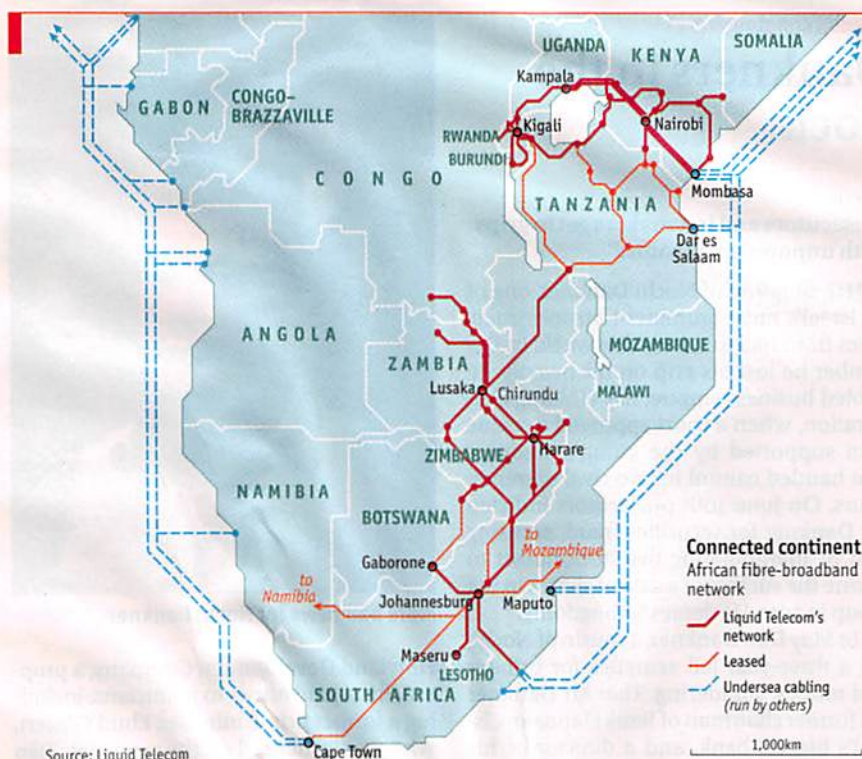 UGANDA
KENYA
SOMALIA
Kampala
GABON
CONGO-
BRAZZAVILLE
Kigali
Nairobi
RWANDA
BURUNDI
CONGO
Mombasa
TANZANIA
Dar es
Salaam
ANGOLA
ZAMBIA
MOZAMBIQUE
Lusaka
Chirundu
MALAWI
Harare
ZIMBABWE
NAMIBIA
BOTSWANA
to
Mozambique
Gaborone
to
Namibia
Johannesburg
Maputo
Maseru
LESOTHO
SOUTH AFRICA
Cape Town
Source: Liquid Telecom
Connected continent
African fibre-broadband
network
Liquid Telecom's
network
Leased
Undersea cabling
(run by others)
1,000km